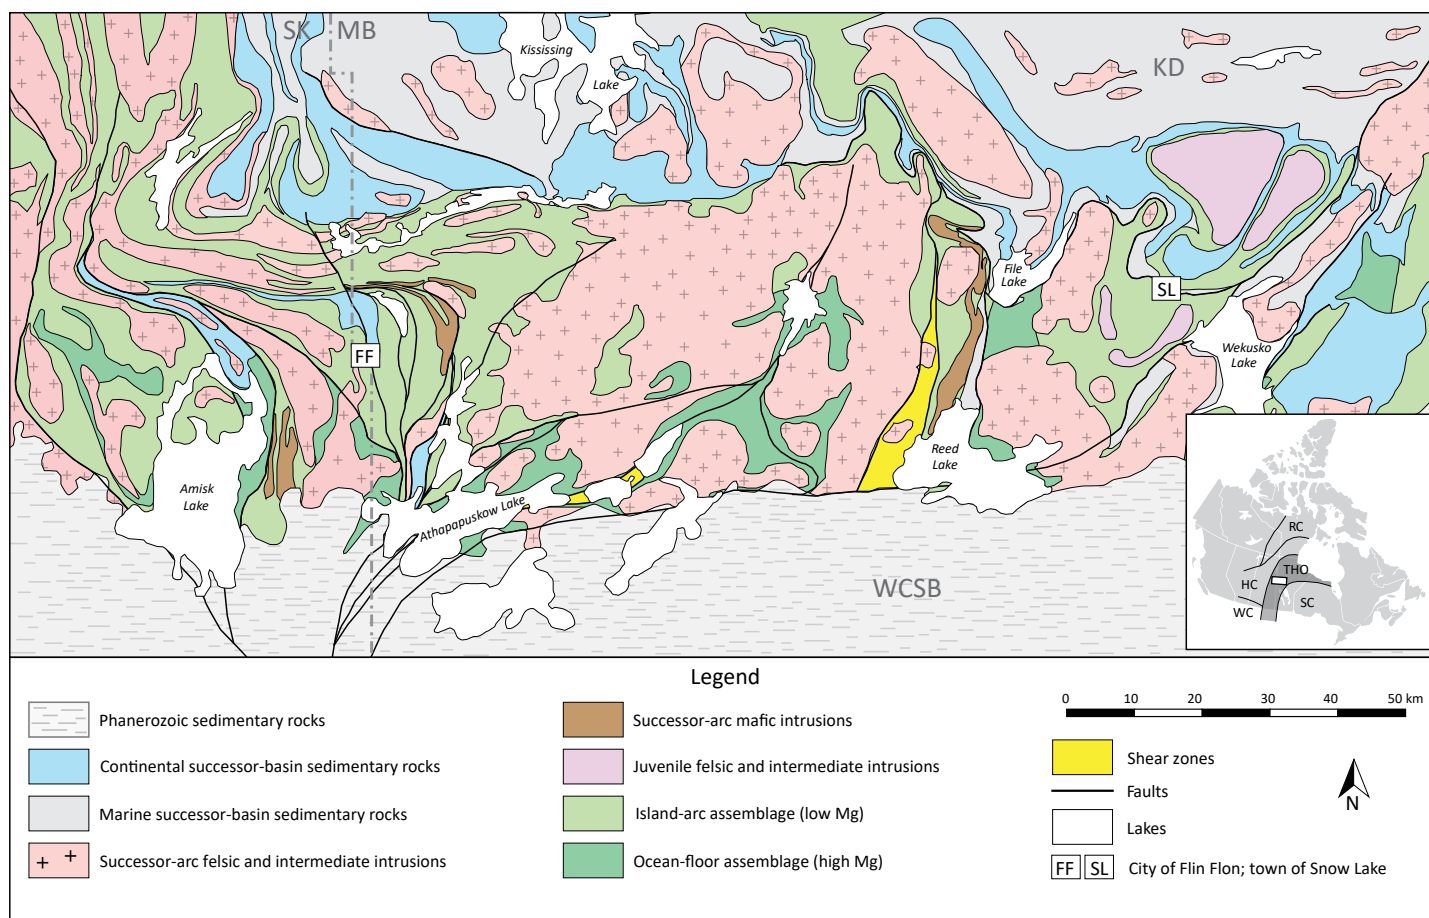 SK MB
Kississing
Lake
KD
File
Lake
SL
FF
Wekusko
Lake
Reed
Lake
Amisk
Lake
Athapapuskow Lake
WCSB
RC
THO
HC
SC
WC
Legend
Phanerozoic sedimentary rocks
Continental successor-basin sedimentary rocks
Marine successor-basin sedimentary rocks
Successor-arc felsic and intermediate intrusions
Successor-arc mafic intrusions
Juvenile felsic and intermediate intrusions
Island-arc assemblage (low Mg)
Ocean-floor assemblage (high Mg)
0 10 20 30 40 50 km
Shear zones
Faults
Lakes
FF SL City of Flin Flon; town of Snow Lake
N